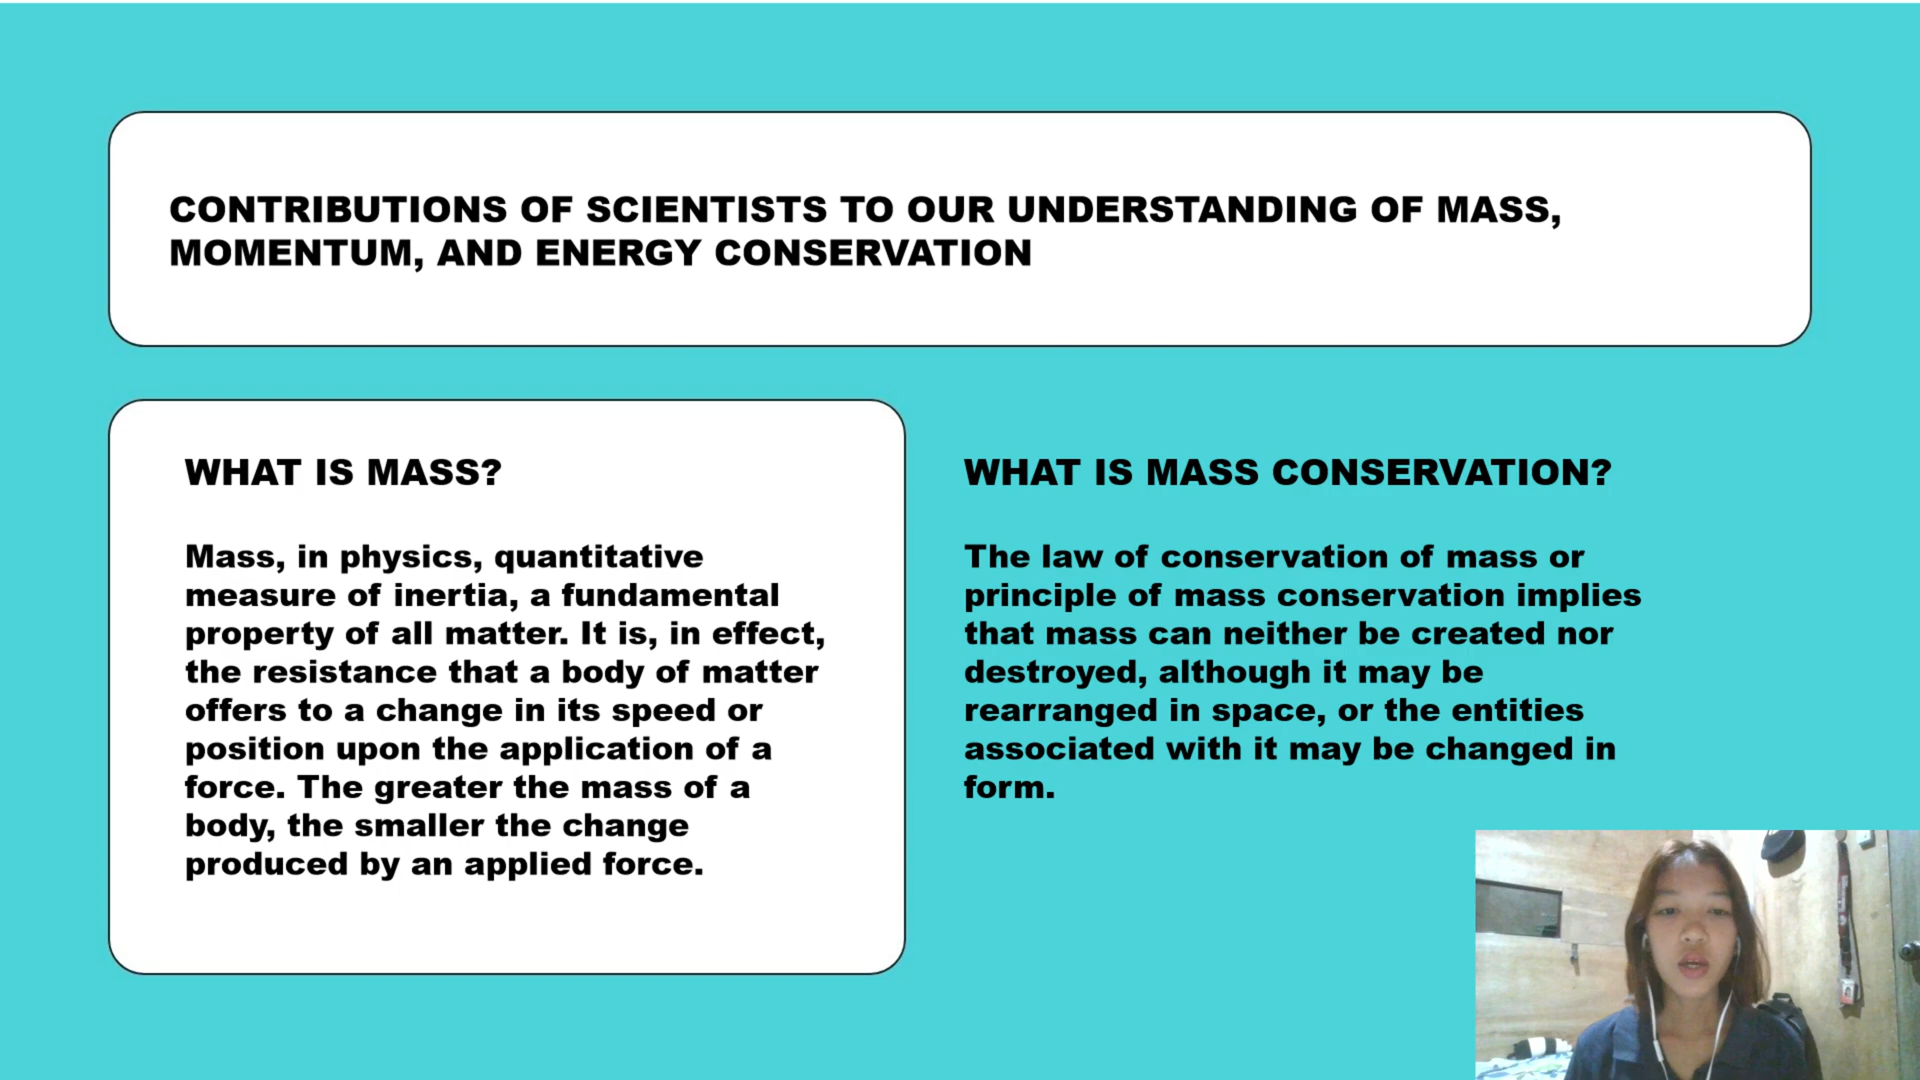 CONTRIBUTIONS OF SCIENTISTS TO OUR UNDERSTANDING OF MASS,
MOMENTUM, AND ENERGY CONSERVATION
WHAT IS MASS?
Mass, in physics, quantitative
measure of inertia, a fundamental
property of all matter. It is, in effect,
the resistance that a body of matter
offers to a change in its speed or
position upon the application of a
force. The greater the mass of a
body, the smaller the change
produced by an applied force.
WHAT IS MASS CONSERVATION?
The law of conservation of mass or
principle of mass conservation implies
that mass can neither be created nor
destroyed, although it may be
rearranged in space, or the entities
associated with it may be changed in
form.